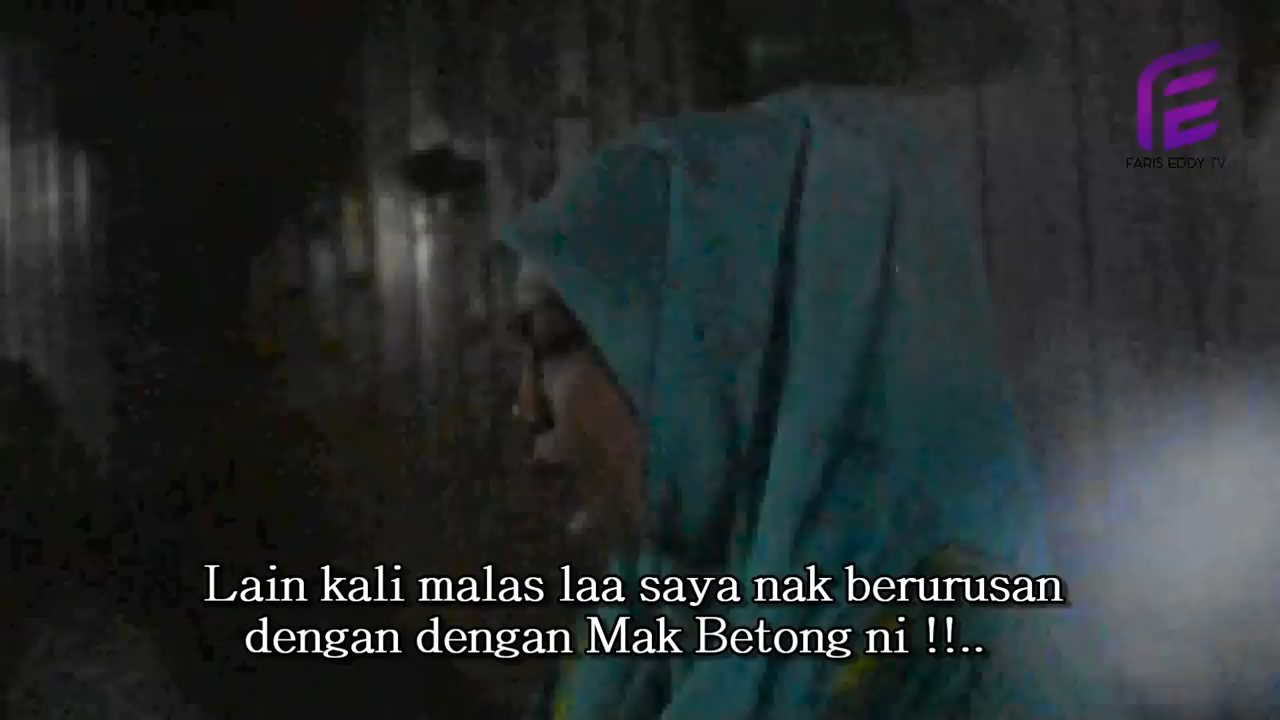 FARIS EDDY TV
Lain kali malas laa saya nak berurusan
dengan dengan Mak Betong ni !!..